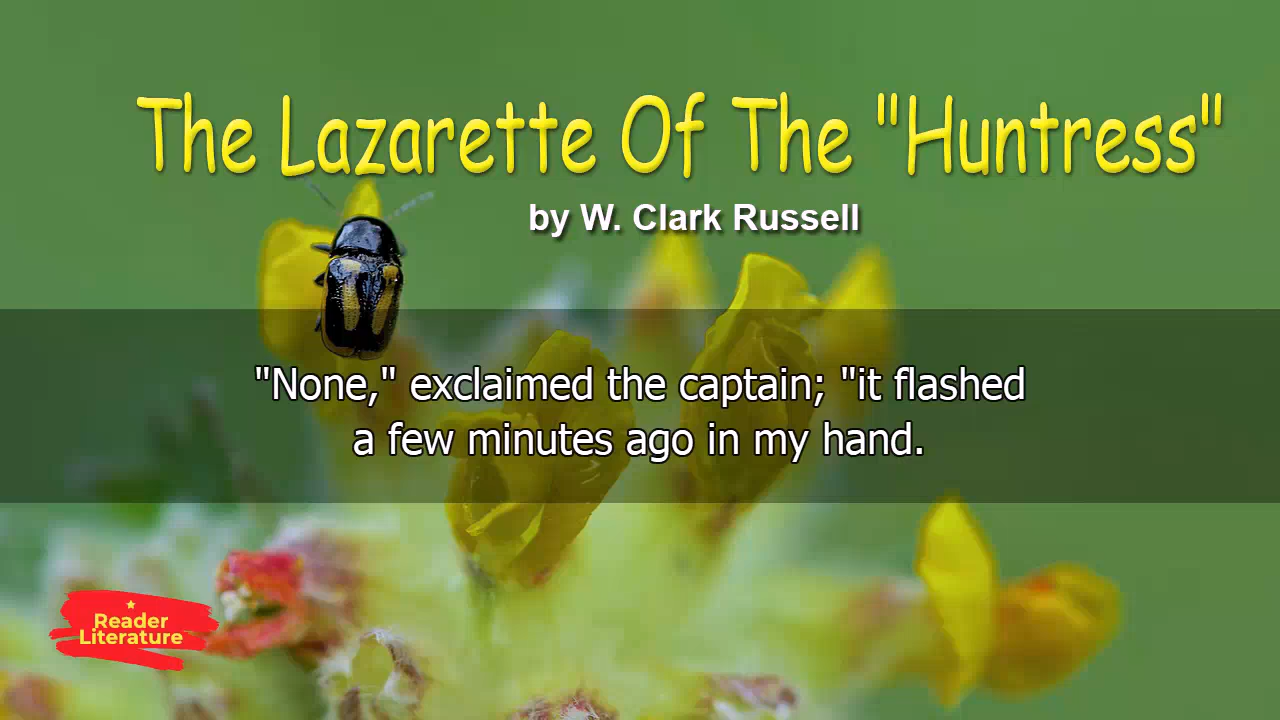 The Lazarette Of The "Huntress"
by W. Clark Russell
"None," exclaimed the captain; "it flashed
a few minutes ago in my hand.
Reader
Literature